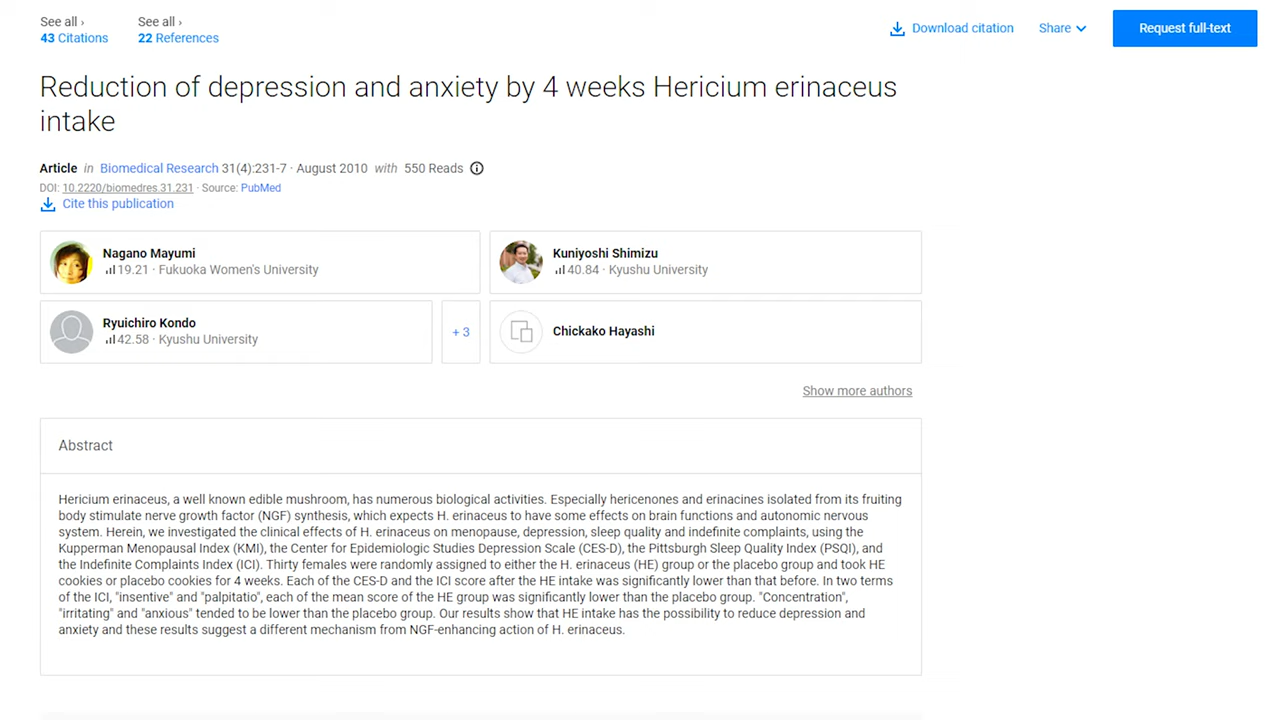 See all ›
43 Citations
See all ›
22 References
Download citation
Share
Request full-text
Reduction of depression and anxiety by 4 weeks Hericium erinaceus
intake
Article in Biomedical Research 31(4):231-7 · August 2010 with 550 Reads
DOI: 10.2220/biomedres.31.231 · Source: PubMed
Cite this publication
Nagano Mayumi
19.21 · Fukuoka Women's University
Kuniyoshi Shimizu
40.84 · Kyushu University
Ryuichiro Kondo
42.58 · Kyushu University
+ 3
Chickako Hayashi
Show more authors
Abstract
Hericium erinaceus, a well known edible mushroom, has numerous biological activities. Especially hericenones and erinacines isolated from its fruiting
body stimulate nerve growth factor (NGF) synthesis, which expects H. erinaceus to have some effects on brain functions and autonomic nervous
system. Herein, we investigated the clinical effects of H. erinaceus on menopause, depression, sleep quality and indefinite complaints, using the
Kupperman Menopausal Index (KMI), the Center for Epidemiologic Studies Depression Scale (CES-D), the Pittsburgh Sleep Quality Index (PSQI), and
the Indefinite Complaints Index (ICI). Thirty females were randomly assigned to either the H. erinaceus (HE) group or the placebo group and took HE
cookies or placebo cookies for 4 weeks. Each of the CES-D and the ICI score after the HE intake was significantly lower than that before. In two terms
of the ICI, "insentive" and "palpitatio", each of the mean score of the HE group was significantly lower than the placebo group. "Concentration",
"irritating" and "anxious" tended to be lower than the placebo group. Our results show that HE intake has the possibility to reduce depression and
anxiety and these results suggest a different mechanism from NGF-enhancing action of H. erinaceus.